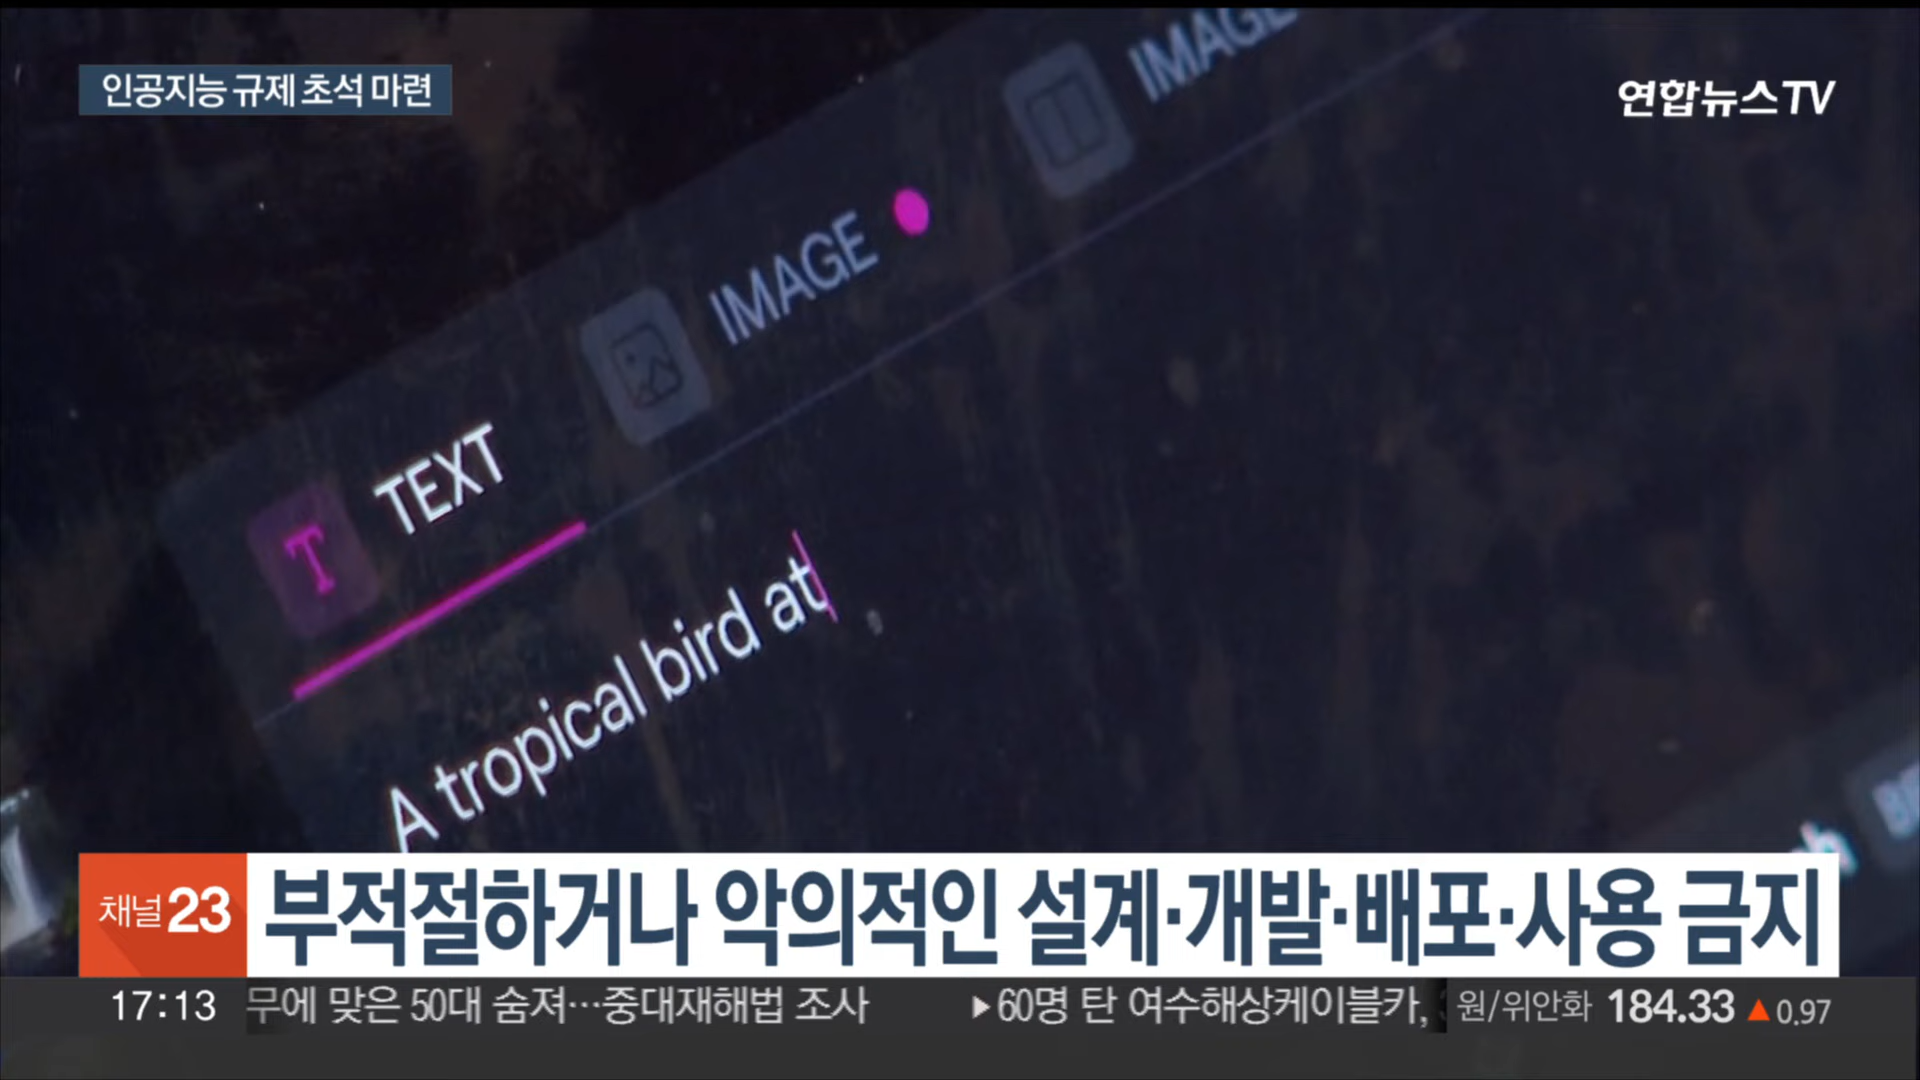 인공지능 규제 초석 마련
연합뉴스TV
IMAGE
IMAGE
TEXT
T
A tropical bird at
채널 23
부적절하거나 악의적인 설계·개발·배포·사용 금지
17:13 무에 맞은 50대 숨져…중대재해법 조사 ▶60명 탄 여수해상케이블카, 원/위안화 184.33 ▲0.97